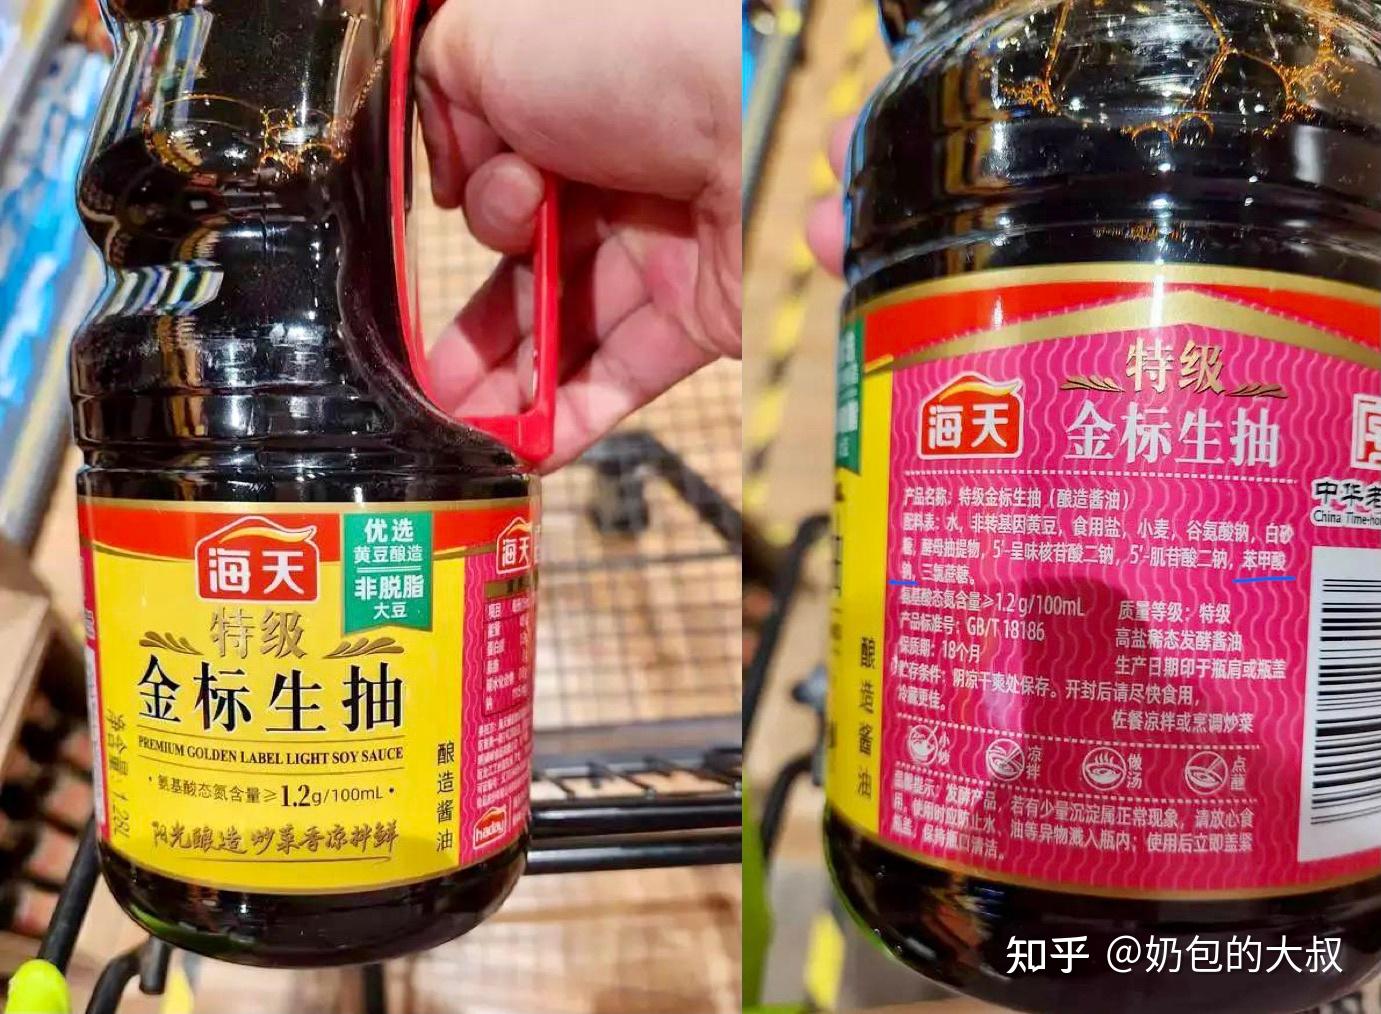 海天
优选
黄豆酿造
非脱脂
大豆
特级
金标生抽
PREMIUM GOLDEN LABEL LIGHT SOY SAUCE
·氨基酸态氮含量≥1.2g/100mL·
阳光酿造 炒菜香凉拌鲜
酿造酱油
净含量:1.28L
海天
haday
特级
海天
金标生抽
中华老
China Time-ho
产品名称:特级金标生抽(酿造酱油)
配料表:水,非转基因黄豆,食用盐,小麦,谷氨酸钠,白砂
糖,酵母抽提物,5'-呈味核苷酸二钠,5'-肌苷酸二钠,苯甲酸
钠,三氯蔗糖。
氨基酸态氮含量≥1.2g/100mL 质量等级:特级
产品标准号:GB/T 18186 高盐稀态发酵酱油
保质期:18个月 生产日期印于瓶肩或瓶盖
贮存条件:阴凉干爽处保存。开封后请尽快食用,
冷藏更佳。
佐餐凉拌或烹调炒菜
小炒 凉拌 做汤 点蘸
温馨提示:发酵产品,若有少量沉淀属正常现象,请放心食
用,使用时应防止水、油等异物溅入瓶内;使用后立即盖紧
瓶盖,保持瓶口清洁。
酿造酱油
知乎 @奶包的大叔